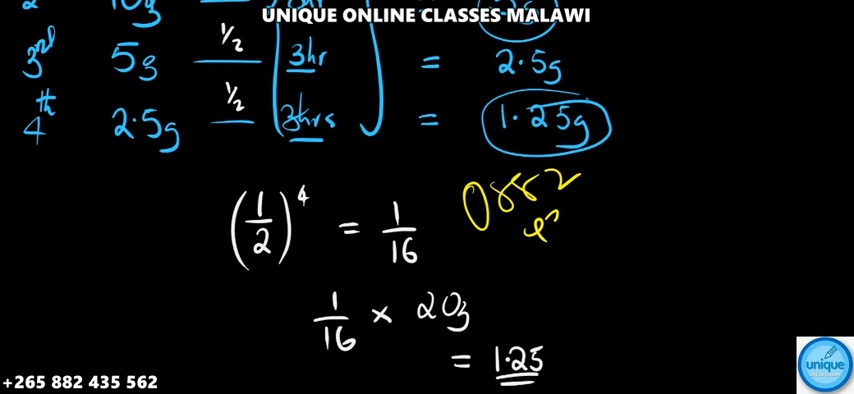 UNIQUE ONLINE CLASSES MALAWI
10g
3rd 5g 1/2 3hr = 2.5g
4th 2.5g 1/2 3hrs = 1.25g
(1/2)^4 = 1/16
0882
1/16 × 20g
= 1.25
unique
+265 882 435 562